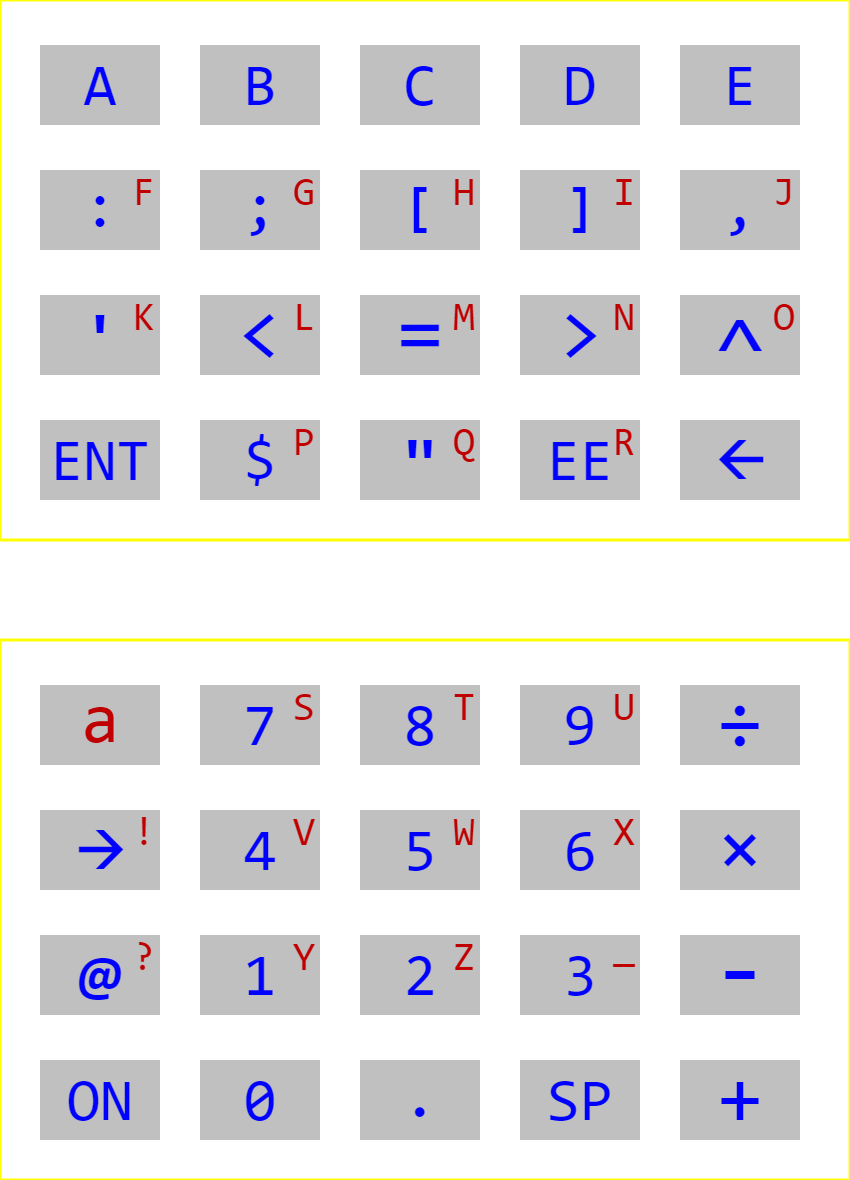 A B C D E
: F ; G [ H ] I , J
' K < L = M > N ^ O
ENT $ P " Q EE R ←
a 7 S 8 T 9 U ÷
→ ! 4 V 5 W 6 X ×
@ ? 1 Y 2 Z 3 — -
ON 0 . SP +